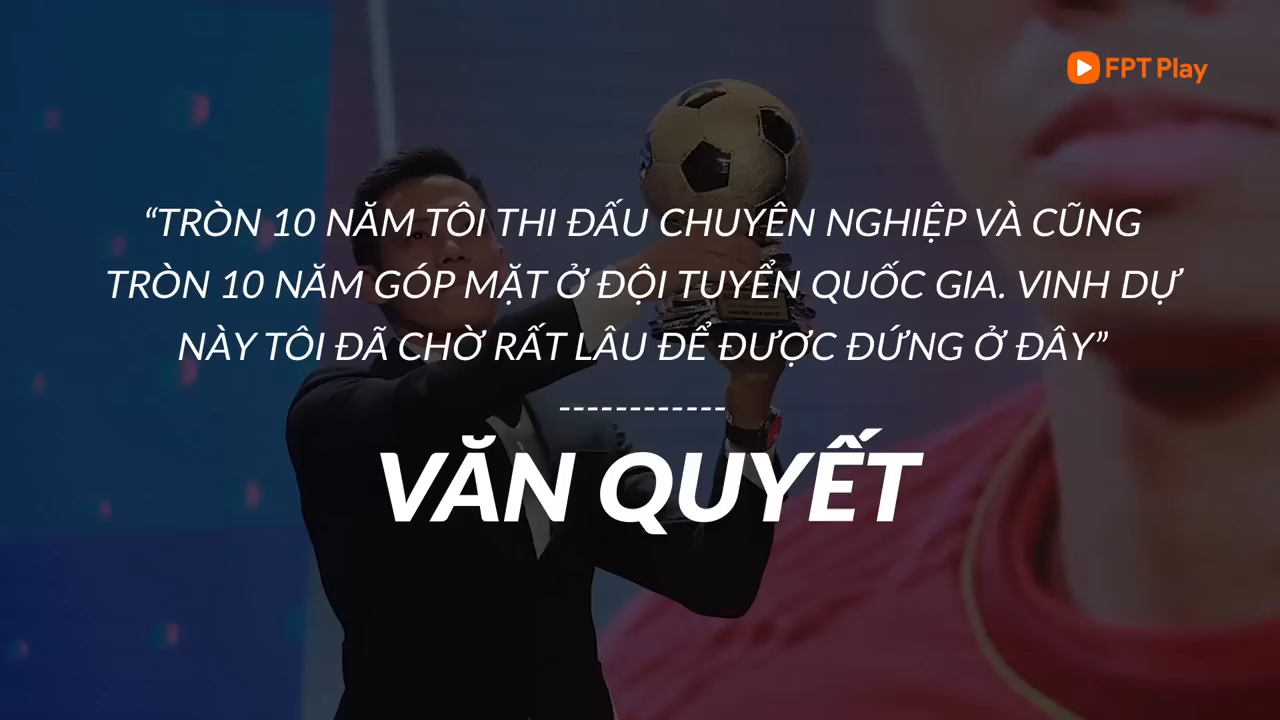 FPT Play
“TRÒN 10 NĂM TÔI THI ĐẤU CHUYÊN NGHIỆP VÀ CŨNG
TRÒN 10 NĂM GÓP MẶT Ở ĐỘI TUYỂN QUỐC GIA. VINH DỰ
NÀY TÔI ĐÃ CHỜ RẤT LÂU ĐỂ ĐƯỢC ĐỨNG Ở ĐÂY”
------------
VĂN QUYẾT